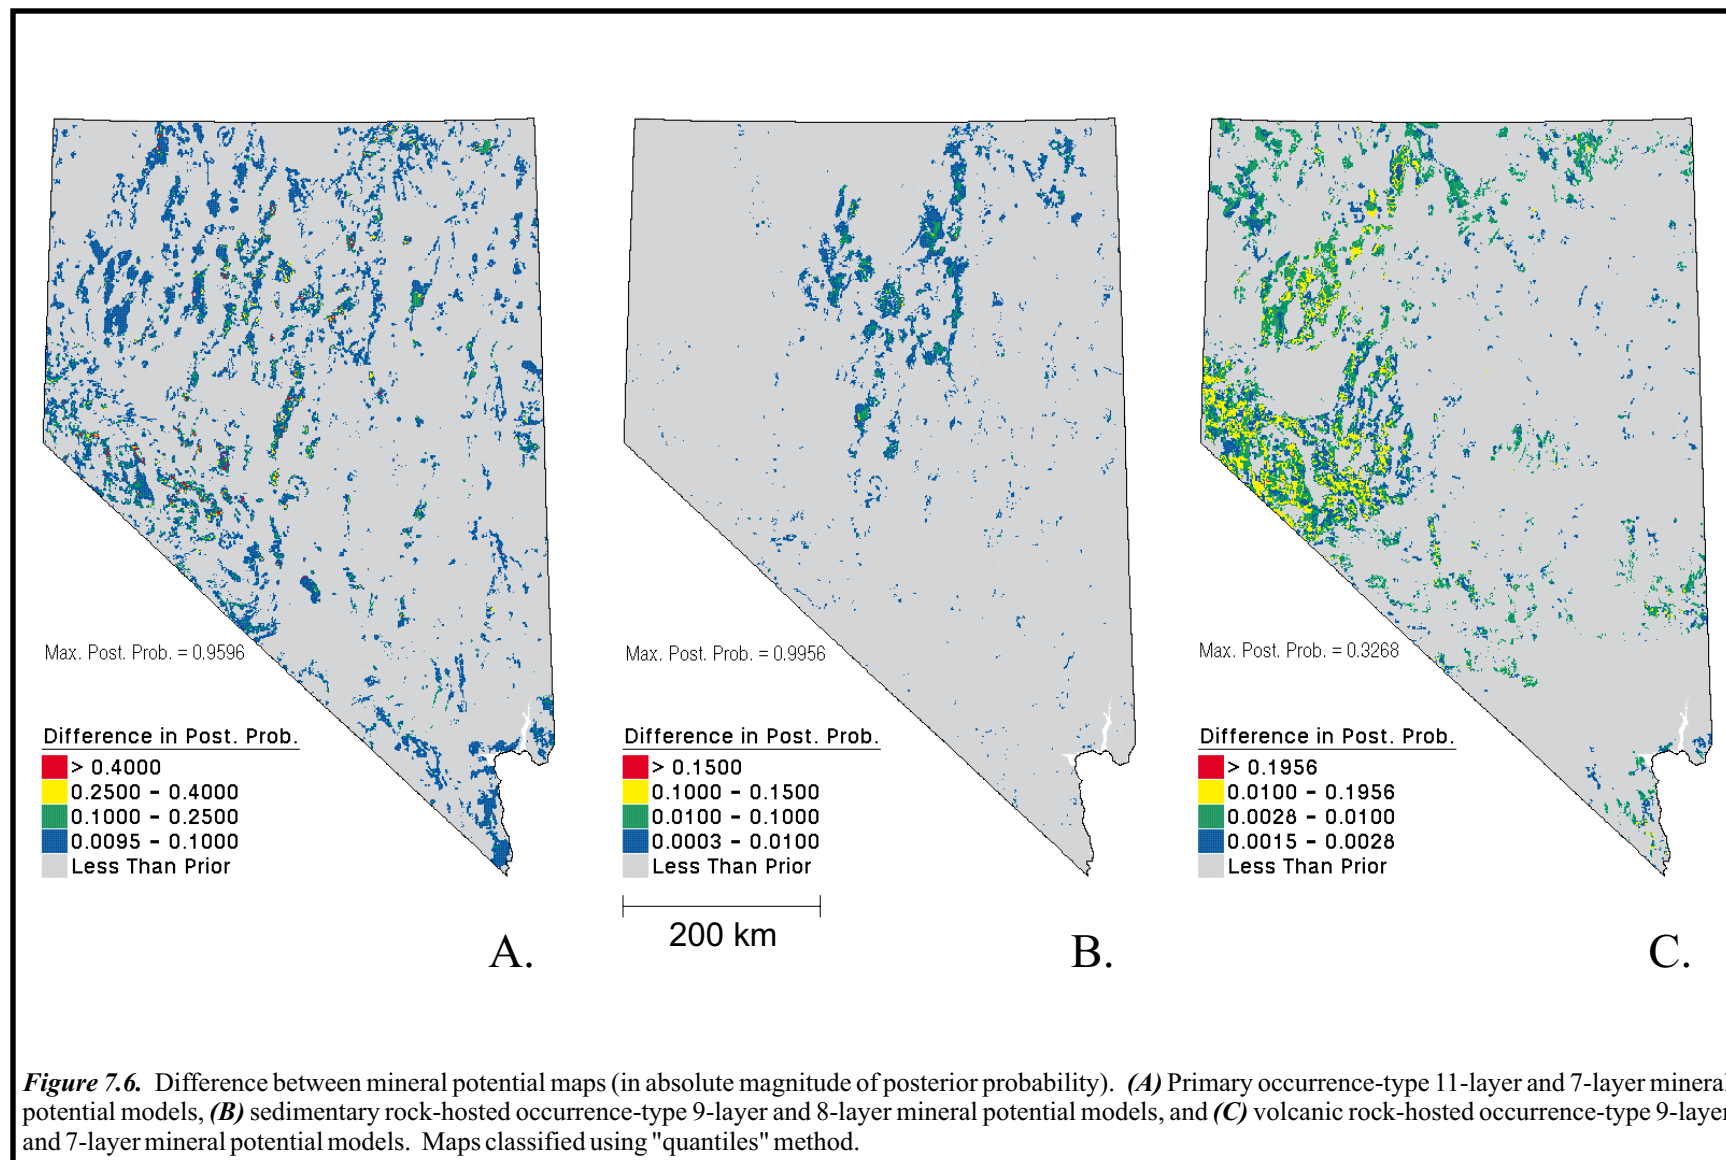 Max. Post. Prob. = 0.9596
Difference in Post. Prob.
> 0.4000
0.2500 - 0.4000
0.1000 - 0.2500
0.0095 - 0.1000
Less Than Prior
A.
Max. Post. Prob. = 0.9956
Difference in Post. Prob.
> 0.1500
0.1000 - 0.1500
0.0100 - 0.1000
0.0003 - 0.0100
Less Than Prior
200 km
B.
Max. Post. Prob. = 0.3268
Difference in Post. Prob.
> 0.1956
0.0100 - 0.1956
0.0028 - 0.0100
0.0015 - 0.0028
Less Than Prior
C.
Figure 7.6. Difference between mineral potential maps (in absolute magnitude of posterior probability). (A) Primary occurrence-type 11-layer and 7-layer mineral
potential models, (B) sedimentary rock-hosted occurrence-type 9-layer and 8-layer mineral potential models, and (C) volcanic rock-hosted occurrence-type 9-layer
and 7-layer mineral potential models. Maps classified using "quantiles" method.